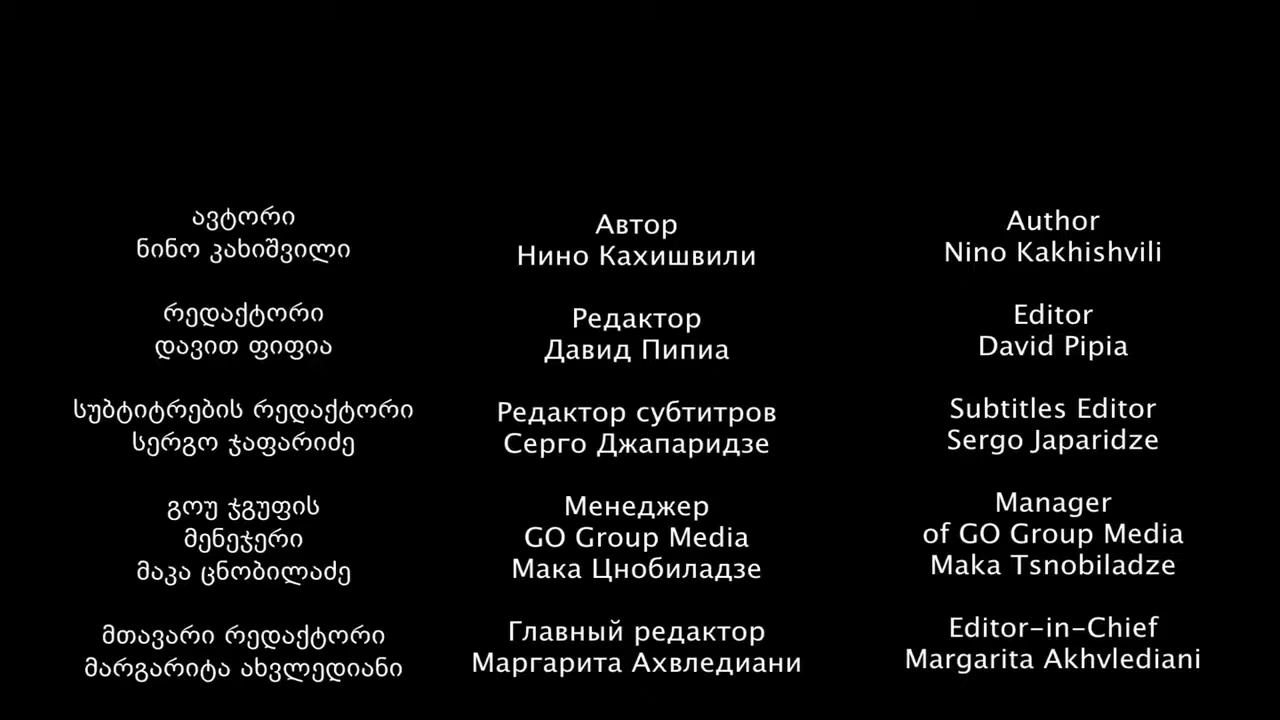 ავტორი
ნინო კახიშვილი
რედაქტორი
დავით ფიფია
სუბტიტრების რედაქტორი
სერგო ჯაფარიძე
გოუ ჯგუფის
მენეჯერი
მაკა ცნობილაძე
მთავარი რედაქტორი
მარგარიტა ახვლედიანი
Автор
Нино Кахишвили
Редактор
Давид Пипиа
Редактор субтитров
Серго Джапаридзе
Менеджер
GO Group Media
Мака Цнобиладзе
Главный редактор
Маргарита Ахвледиани
Author
Nino Kakhishvili
Editor
David Pipia
Subtitles Editor
Sergo Japaridze
Manager
of GO Group Media
Maka Tsnobiladze
Editor-in-Chief
Margarita Akhvlediani